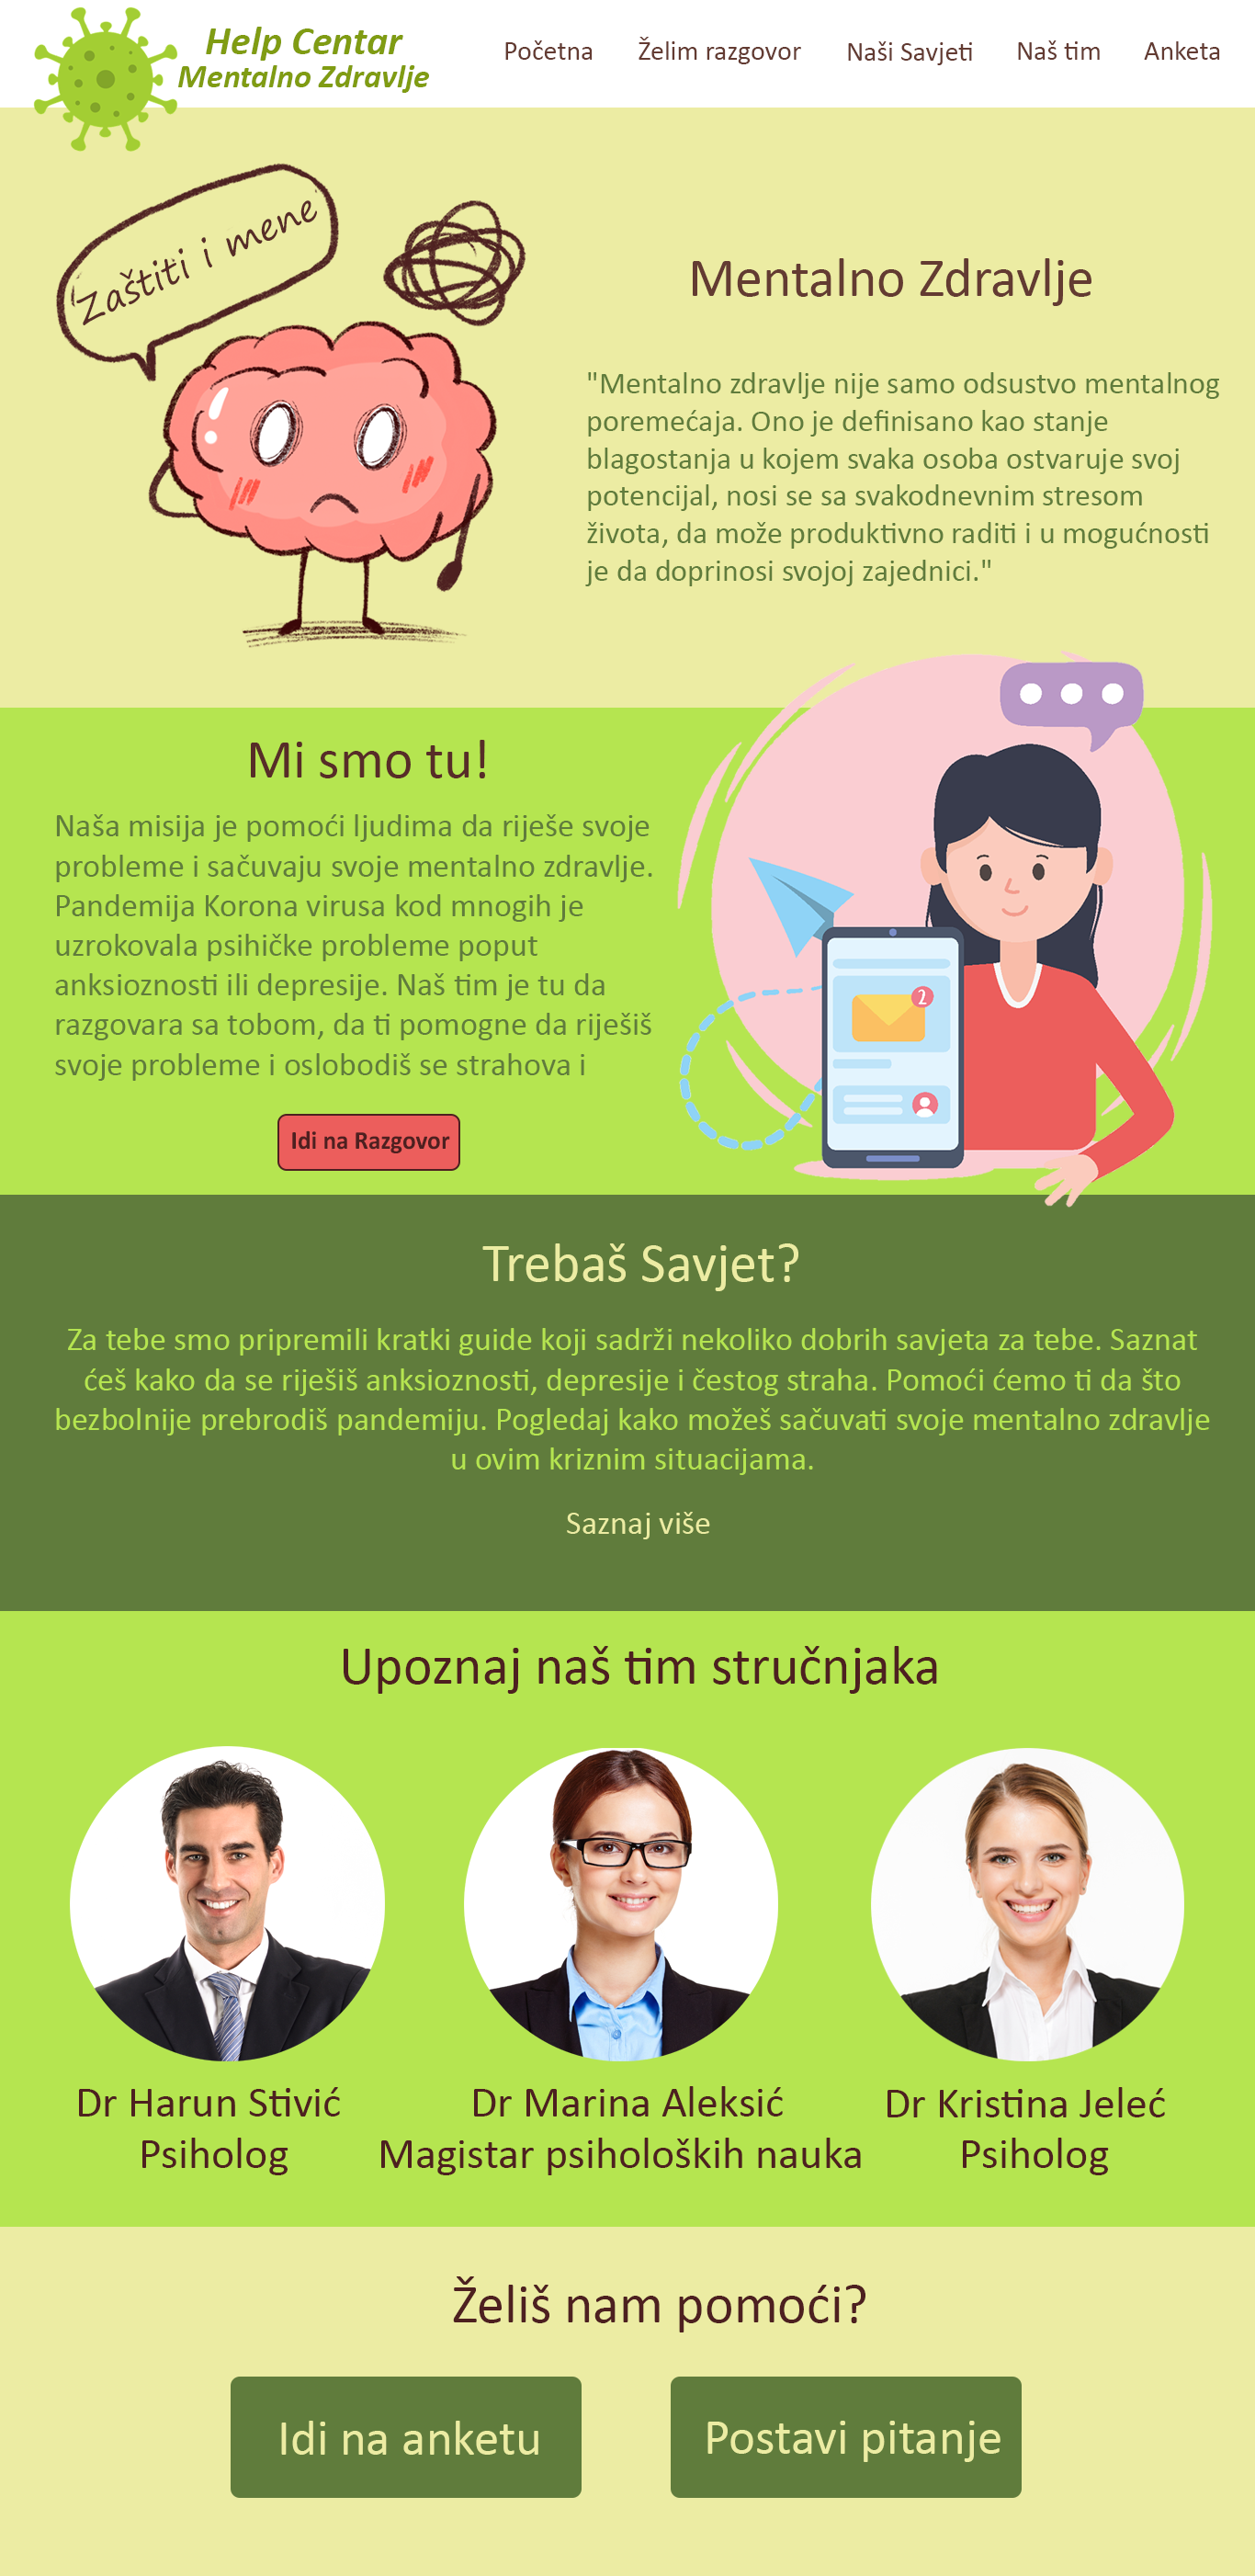 Help Centar
Mentalno Zdravlje
Početna Želim razgovor Naši Savjeti Naš tim Anketa
Zaštiti i mene
Mentalno Zdravlje
"Mentalno zdravlje nije samo odsustvo mentalnog
poremećaja. Ono je definisano kao stanje
blagostanja u kojem svaka osoba ostvaruje svoj
potencijal, nosi se sa svakodnevnim stresom
života, da može produktivno raditi i u mogućnosti
je da doprinosi svojoj zajednici."
Mi smo tu!
Naša misija je pomoći ljudima da riješe svoje
probleme i sačuvaju svoje mentalno zdravlje.
Pandemija Korona virusa kod mnogih je
uzrokovala psihičke probleme poput
anksioznosti ili depresije. Naš tim je tu da
razgovara sa tobom, da ti pomogne da riješiš
svoje probleme i oslobodiš se strahova i
2
Idi na Razgovor
Trebaš Savjet?
Za tebe smo pripremili kratki guide koji sadrži nekoliko dobrih savjeta za tebe. Saznat
ćeš kako da se riješiš anksioznosti, depresije i čestog straha. Pomoći ćemo ti da što
bezbolnije prebrodiš pandemiju. Pogledaj kako možeš sačuvati svoje mentalno zdravlje
u ovim kriznim situacijama.
Saznaj više
Upoznaj naš tim stručnjaka
Dr Harun Stivić
Psiholog
Dr Marina Aleksić
Magistar psiholoških nauka
Dr Kristina Jeleć
Psiholog
Želiš nam pomoći?
Idi na anketu
Postavi pitanje